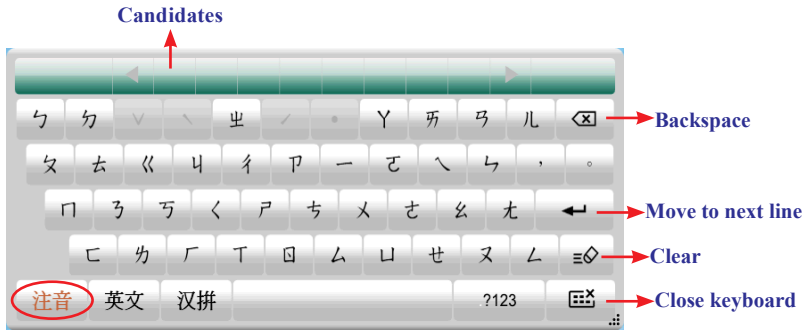 Candidates
ㄅ ㄉ ˇ ˋ ㄓ ˊ ˙ ㄚ ㄞ ㄢ ㄦ Backspace
ㄆ ㄊ ㄍ ㄐ ㄔ ㄗ ㄧ ㄛ ㄟ ㄣ , 。
ㄇ ㄋ ㄎ ㄑ ㄕ ㄘ ㄨ ㄜ ㄠ ㄤ Move to next line
ㄈ ㄌ ㄏ ㄒ ㄖ ㄙ ㄩ ㄝ ㄡ ㄥ Clear
注音 英文 汉拼 .?123 Close keyboard